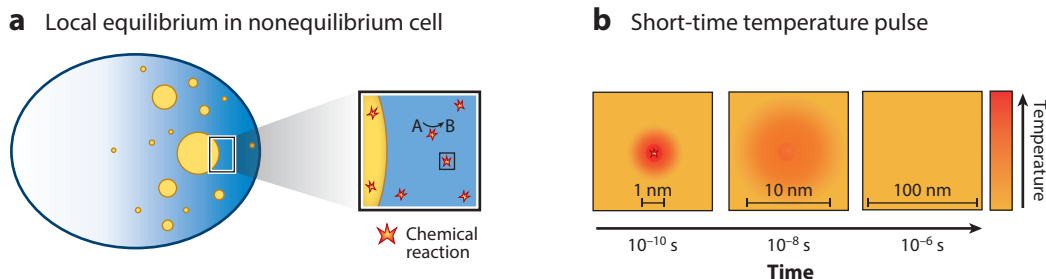 a Local equilibrium in nonequilibrium cell
A B
Chemical
reaction
b Short-time temperature pulse
1 nm
10 nm
100 nm
Temperature
10⁻¹⁰ s
10⁻⁸ s
10⁻⁶ s
Time